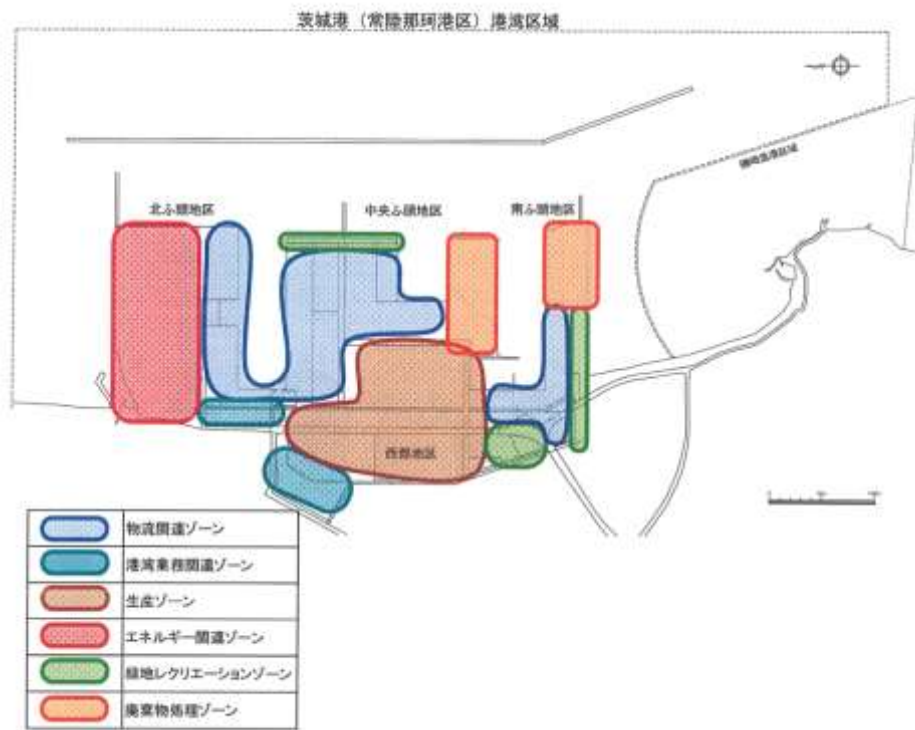 茨城港（常陸那珂港区）港湾区域
北ふ頭地区
中央ふ頭地区
南ふ頭地区
西部地区
物流関連ゾーン
港湾業務関連ゾーン
生産ゾーン
エネルギー関連ゾーン
緑地レクリエーションゾーン
廃棄物処理ゾーン